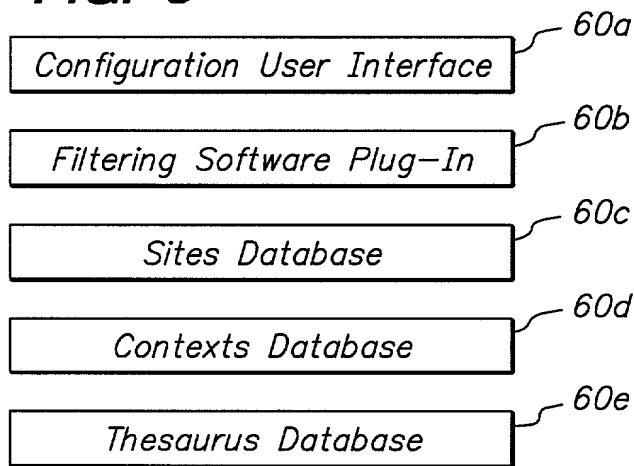 60a
Configuration User Interface
60b
Filtering Software Plug-In
60c
Sites Database
60d
Contexts Database
60e
Thesaurus Database